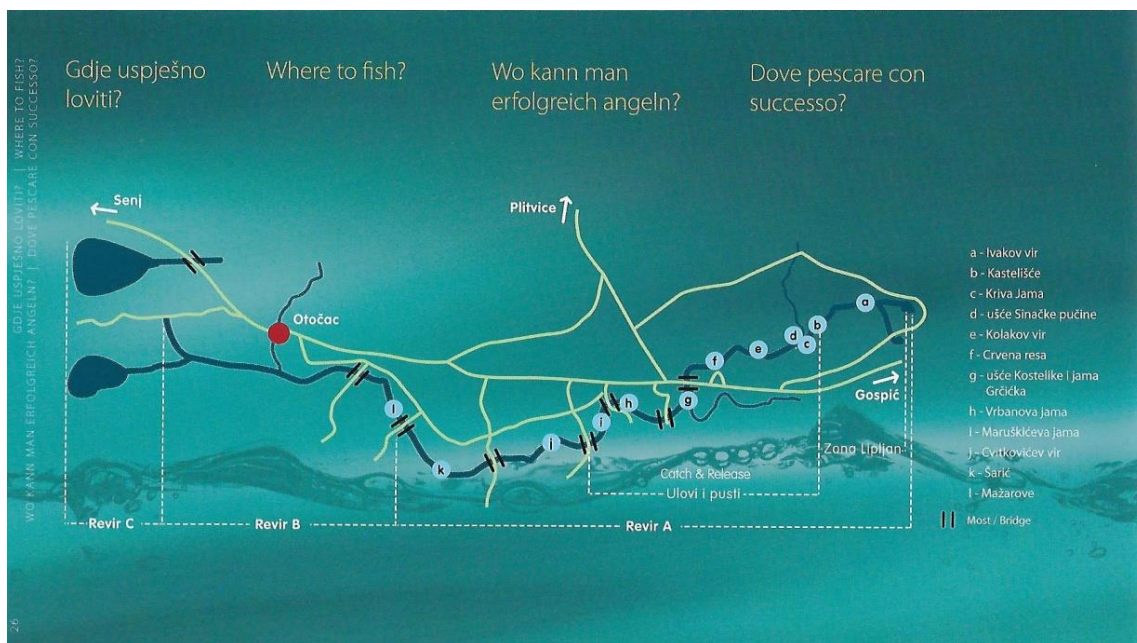 Gdje uspješno
loviti?
Where to fish?
Wo kann man
erfolgreich angeln?
Dove pescare con
successo?
GDJE USPJEŠNO LOVITI? | WHERE TO FISH?
WO KANN MAN ERFOLGREICH ANGELN? | DOVE PESCARE CON SUCCESSO?
Senj
Plitvice
Otočac
Gospić
a
b
c
d
e
f
g
h
i
j
k
l
Zona Lipljan
Catch & Release
Ulovi i pusti
Revir C
Revir B
Revir A
a - Ivakov vir
b - Kastelišće
c - Kriva Jama
d - ušće Sinačke pučine
e - Kolakov vir
f - Crvena resa
g - ušće Kostelike i jama
Grčićka
h - Vrbanova jama
i - Maruškićeva jama
j - Cvitkovićev vir
k - Šarić
l - Mažarove
Most / Bridge
26